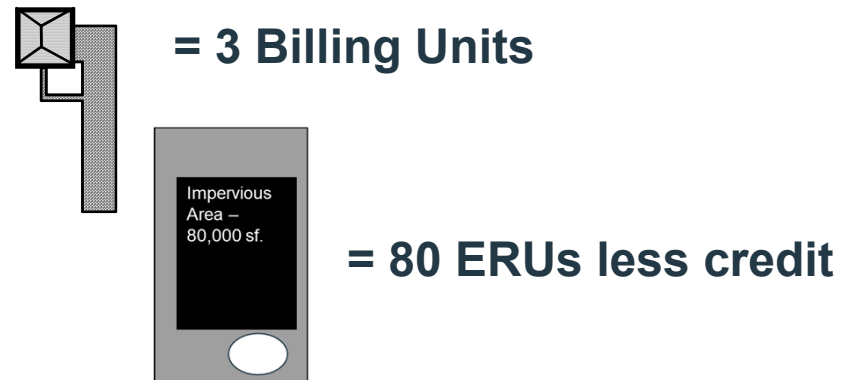 = 3 Billing Units
Impervious
Area –
80,000 sf.
= 80 ERUs less credit